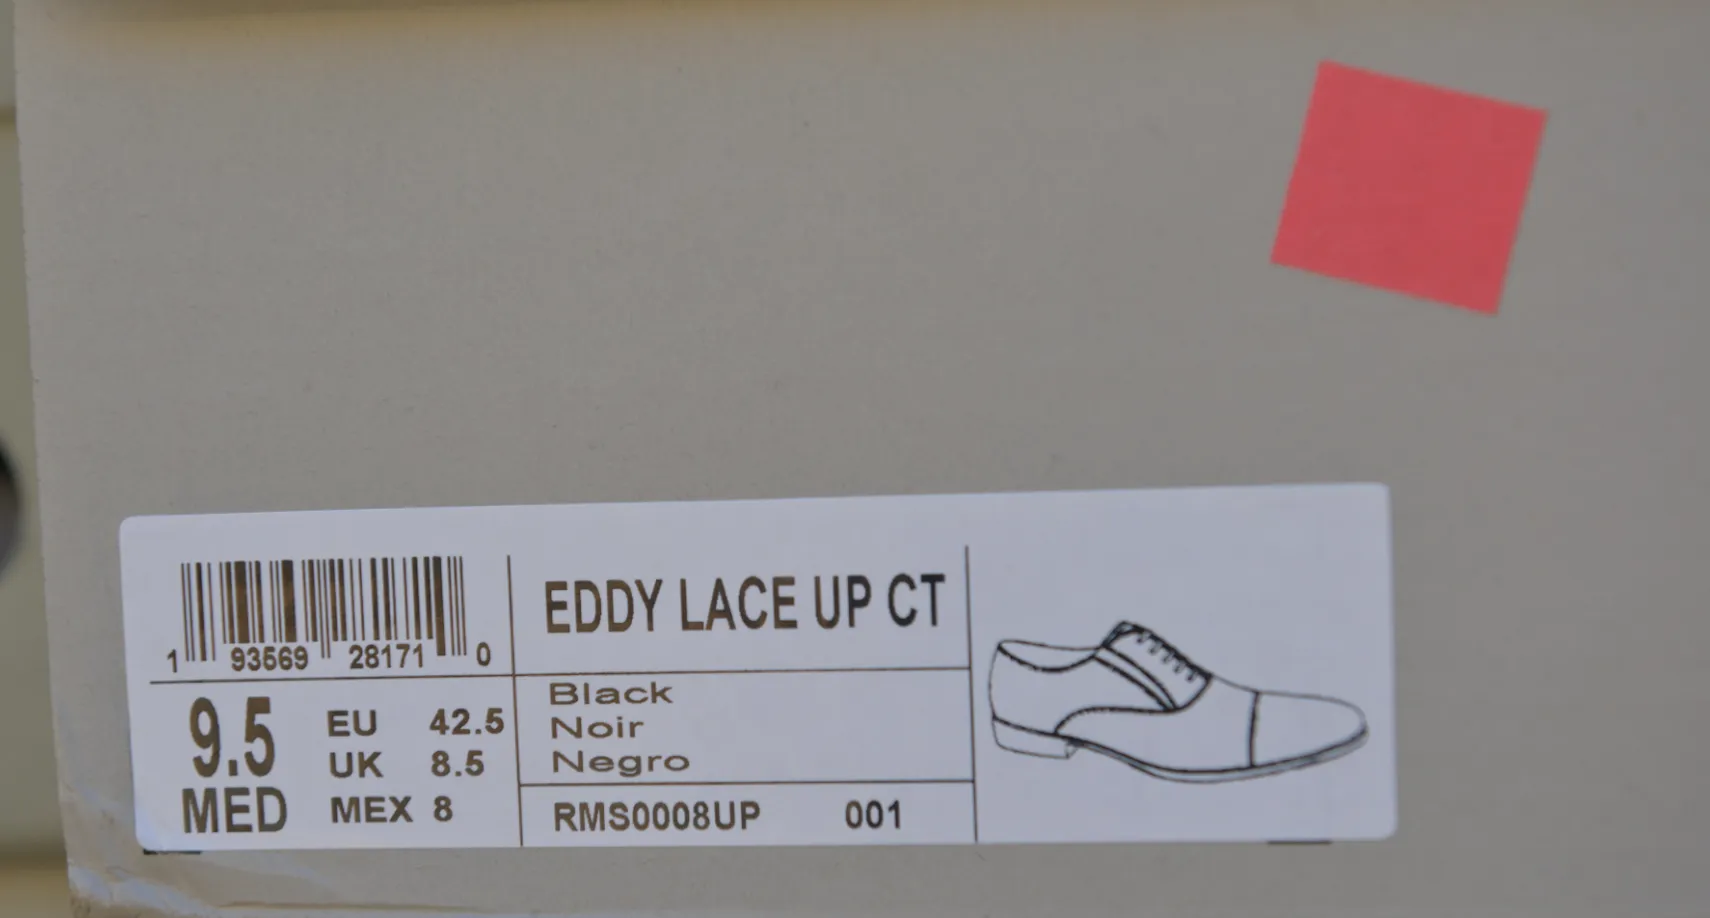 1 93569 28171 0
9.5
MED
EU 42.5
UK 8.5
MEX 8
EDDY LACE UP CT
Black
Noir
Negro
RMS0008UP 001